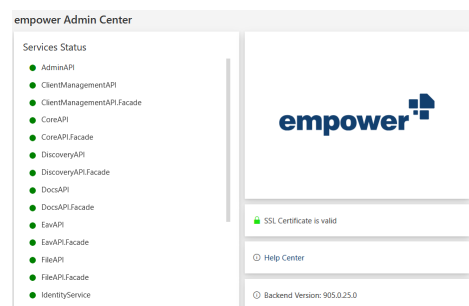 empower Admin Center
Services Status
AdminAPI
ClientManagementAPI
ClientManagementAPI.Facade
CoreAPI
CoreAPI.Facade
DiscoveryAPI
DiscoveryAPI.Facade
DocsAPI
DocsAPI.Facade
EavAPI
EavAPI.Facade
FileAPI
FileAPI.Facade
IdentityService
empower
SSL Certificate is valid
Help Center
Backend Version: 905.0.25.0